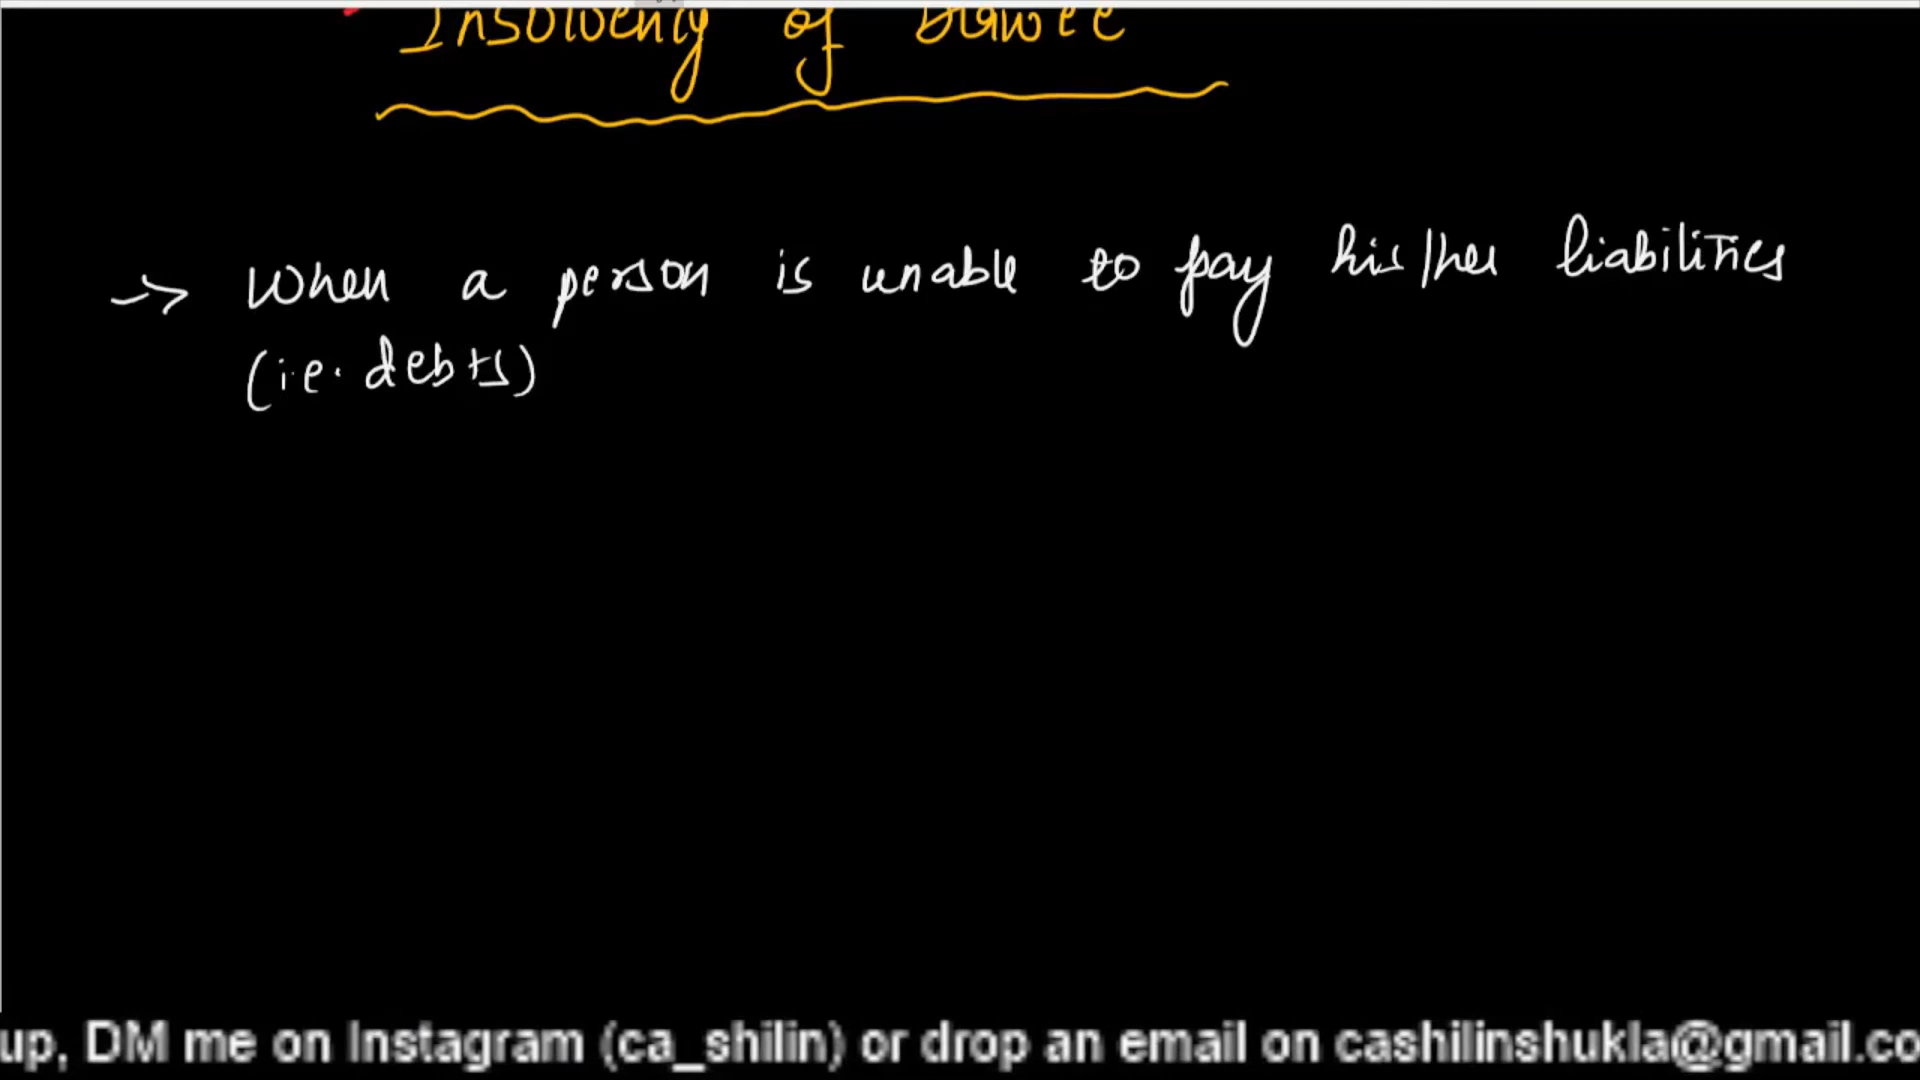 Insolvency of Drawee
-> When a person is unable to pay his/her liabilities
(i.e. debts)
up, DM me on Instagram (ca_shilin) or drop an email on cashilinshukla@gmail.co